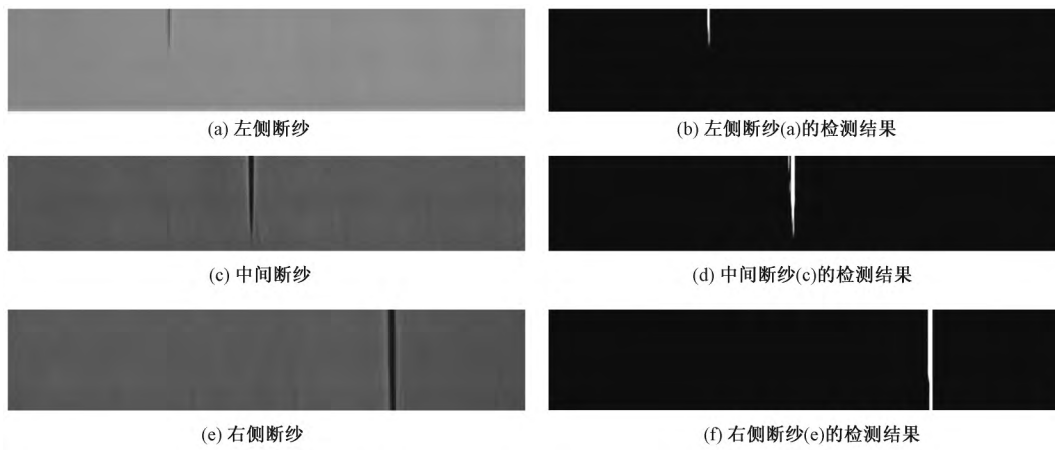 (a) 左侧断纱
(b) 左侧断纱(a)的检测结果
(c) 中间断纱
(d) 中间断纱(c)的检测结果
(e) 右侧断纱
(f) 右侧断纱(e)的检测结果